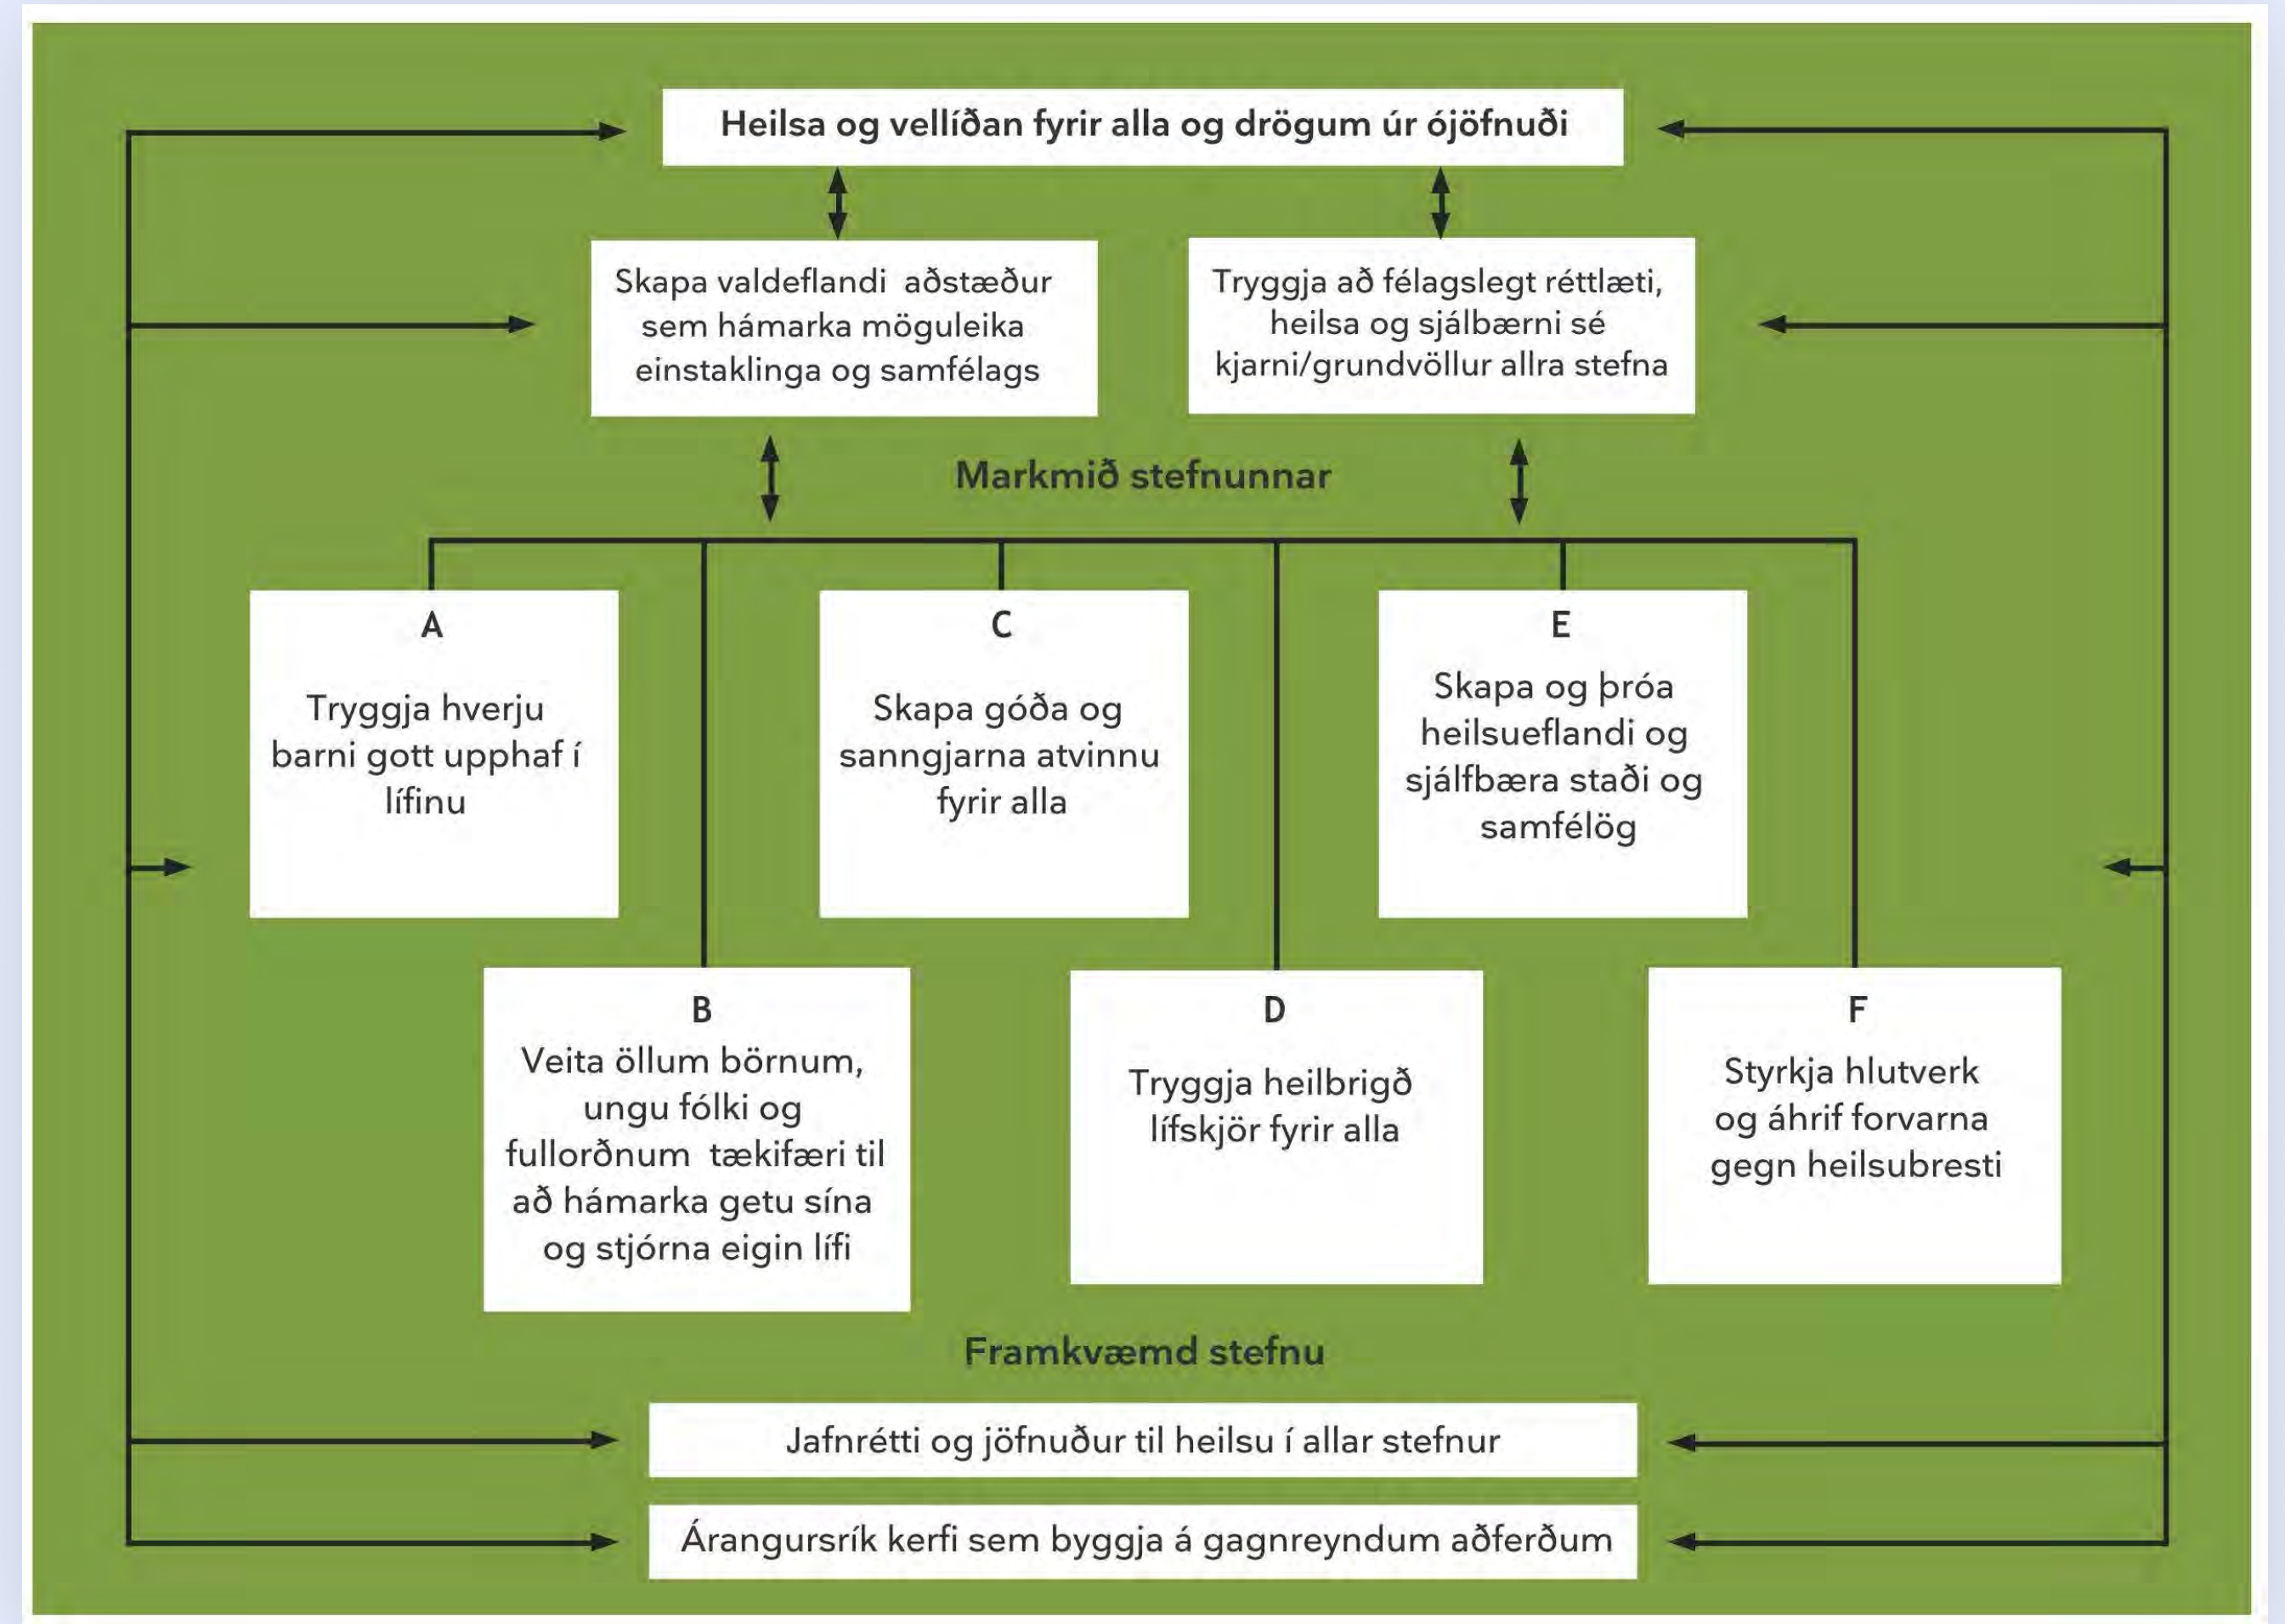 Heilsa og vellíðan fyrir alla og drögum úr ójöfnuði
Skapa valdeflandi aðstæður
sem hámarka möguleika
einstaklinga og samfélags
Tryggja að félagslegt réttlæti,
heilsa og sjálbærni sé
kjarni/grundvöllur allra stefna
Markmið stefnunnar
A
Tryggja hverju
barni gott upphaf í
lífinu
B
Veita öllum börnum,
ungu fólki og
fullorðnum tækifæri til
að hámarka getu sína
og stjórna eigin lífi
C
Skapa góða og
sanngjarna atvinnu
fyrir alla
D
Tryggja heilbrigð
lífskjör fyrir alla
E
Skapa og þróa
heilsueflandi og
sjálfbæra staði og
samfélög
F
Styrkja hlutverk
og áhrif forvarna
gegn heilsubresti
Framkvæmd stefnu
Jafnrétti og jöfnuður til heilsu í allar stefnur
Árangursrík kerfi sem byggja á gagnreyndum aðferðum